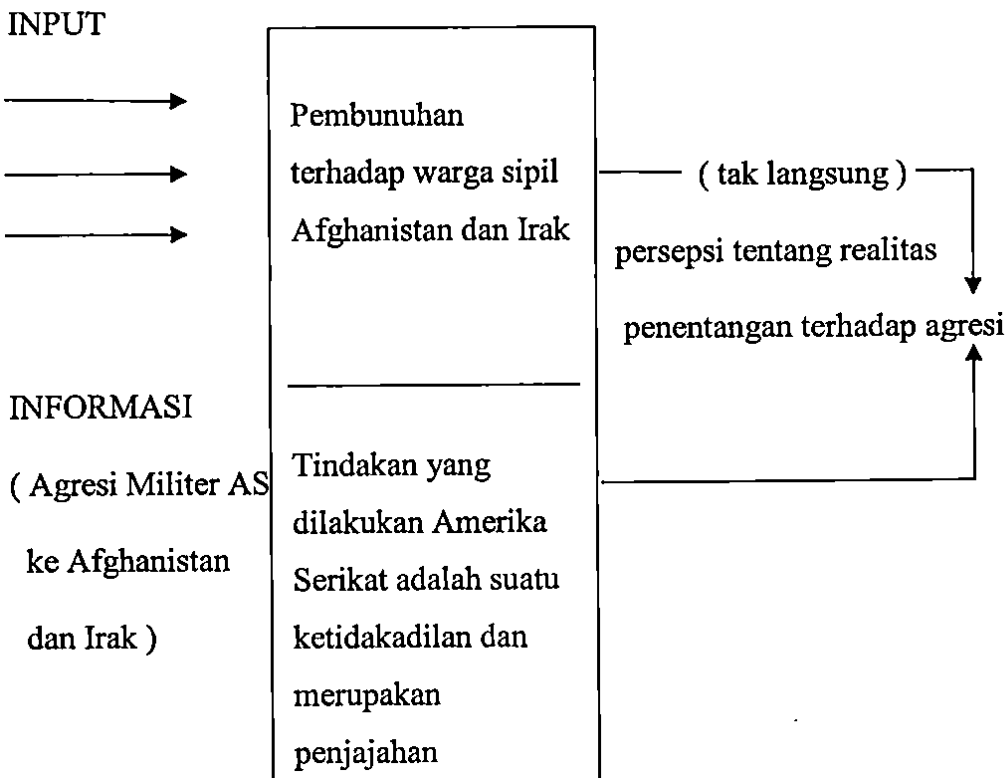 INPUT
Pembunuhan
terhadap warga sipil
Afghanistan dan Irak
( tak langsung )
persepsi tentang realitas
penentangan terhadap agresi
INFORMASI
( Agresi Militer AS
ke Afghanistan
dan Irak )
Tindakan yang
dilakukan Amerika
Serikat adalah suatu
ketidakadilan dan
merupakan
penjajahan